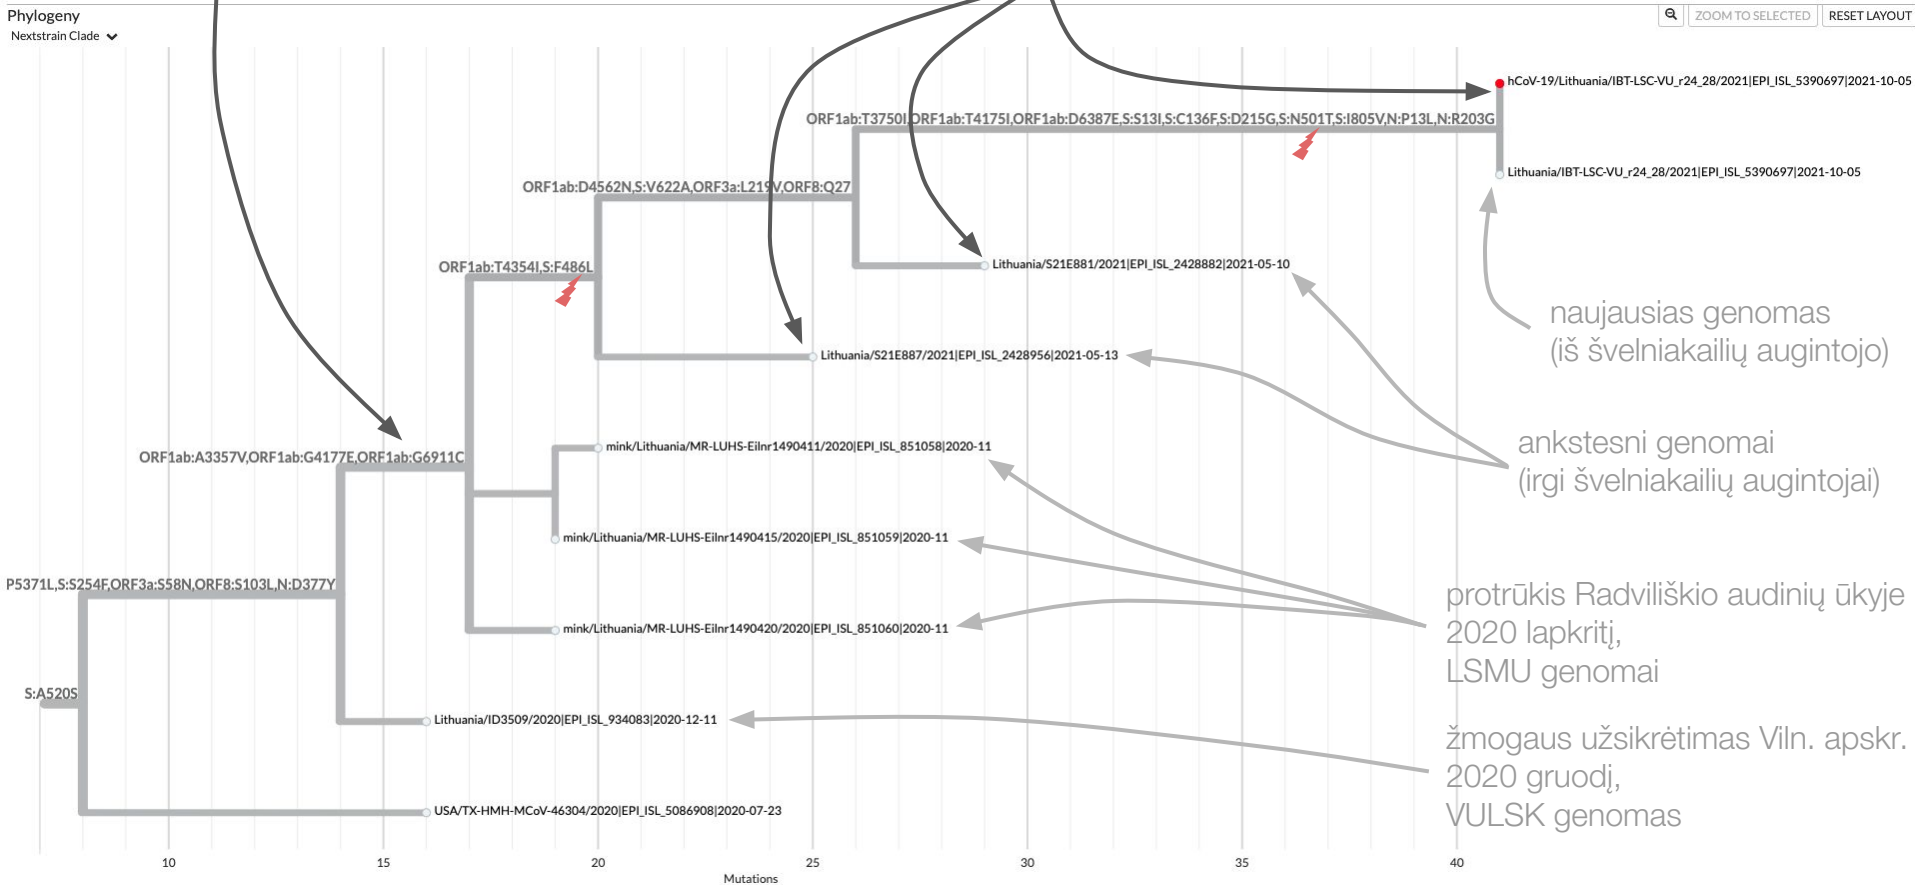 Phylogeny
Nextstrain Clade
ZOOM TO SELECTED
RESET LAYOUT
hCoV-19/Lithuania/IBT-LSC-VU_r24_28/2021|EPI_ISL_5390697|2021-10-05
ORF1ab:T3750I,ORF1ab:T4175I,ORF1ab:D6387E,S:S13I,S:C136F,S:D215G,S:N501T,S:I805V,N:P13L,N:R203G
Lithuania/IBT-LSC-VU_r24_28/2021|EPI_ISL_5390697|2021-10-05
ORF1ab:D4562N,S:V622A,ORF3a:L219V,ORF8:Q27
ORF1ab:T4354I,S:F486L
Lithuania/S21E881/2021|EPI_ISL_2428882|2021-05-10
naujausias genomas
(iš švelniakailių augintojo)
Lithuania/S21E887/2021|EPI_ISL_2428956|2021-05-13
ankstesni genomai
(irgi švelniakailių augintojai)
mink/Lithuania/MR-LUHS-Eilnr1490411/2020|EPI_ISL_851058|2020-11
ORF1ab:A3357V,ORF1ab:G4177E,ORF1ab:G6911C
mink/Lithuania/MR-LUHS-Eilnr1490415/2020|EPI_ISL_851059|2020-11
P5371L,S:S254F,ORF3a:S58N,ORF8:S103L,N:D377Y
protrūkis Radviliškio audinių ūkyje
2020 lapkritį,
LSMU genomai
mink/Lithuania/MR-LUHS-Eilnr1490420/2020|EPI_ISL_851060|2020-11
S:A520S
Lithuania/ID3509/2020|EPI_ISL_934083|2020-12-11
žmogaus užsikrėtimas Viln. apskr.
2020 gruodį,
VULSK genomas
USA/TX-HMH-MCoV-46304/2020|EPI_ISL_5086908|2020-07-23
10 15 20 25 30 35 40
Mutations